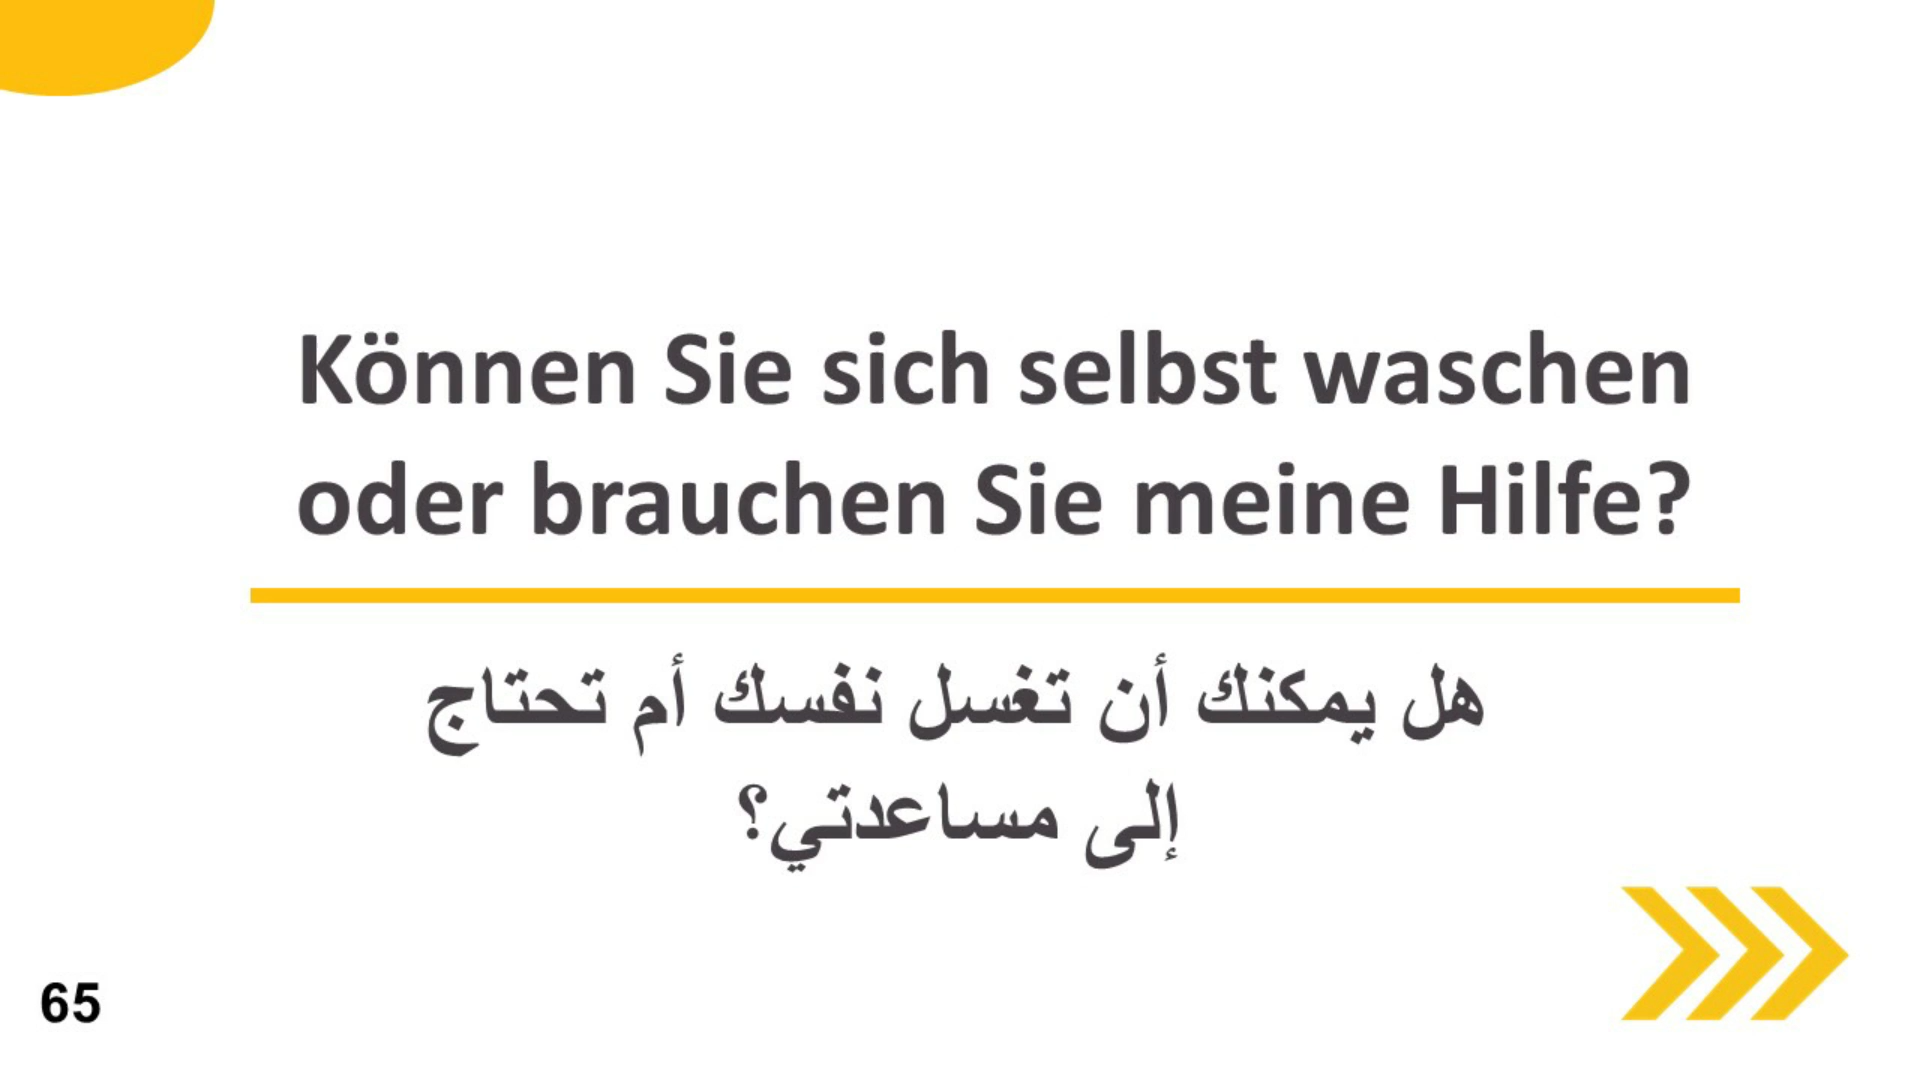 Können Sie sich selbst waschen
oder brauchen Sie meine Hilfe?
هل يمكنك أن تغسل نفسك أم تحتاج
إلى مساعدتي؟
65